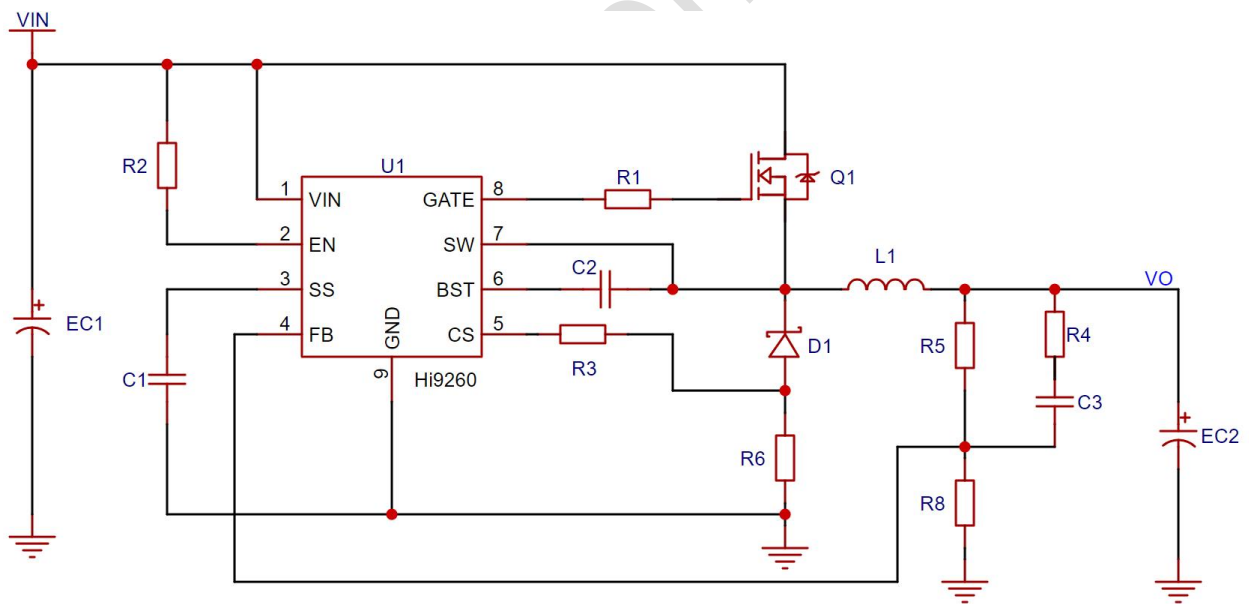 VIN
R2
U1
R1
Q1
1 VIN
GATE 8
2 EN
SW 7
3 SS
BST 6
4 FB
CS 5
GND
9
Hi9260
EC1
C1
C2
R3
L1
VO
D1
R5
R4
C3
R6
R8
EC2